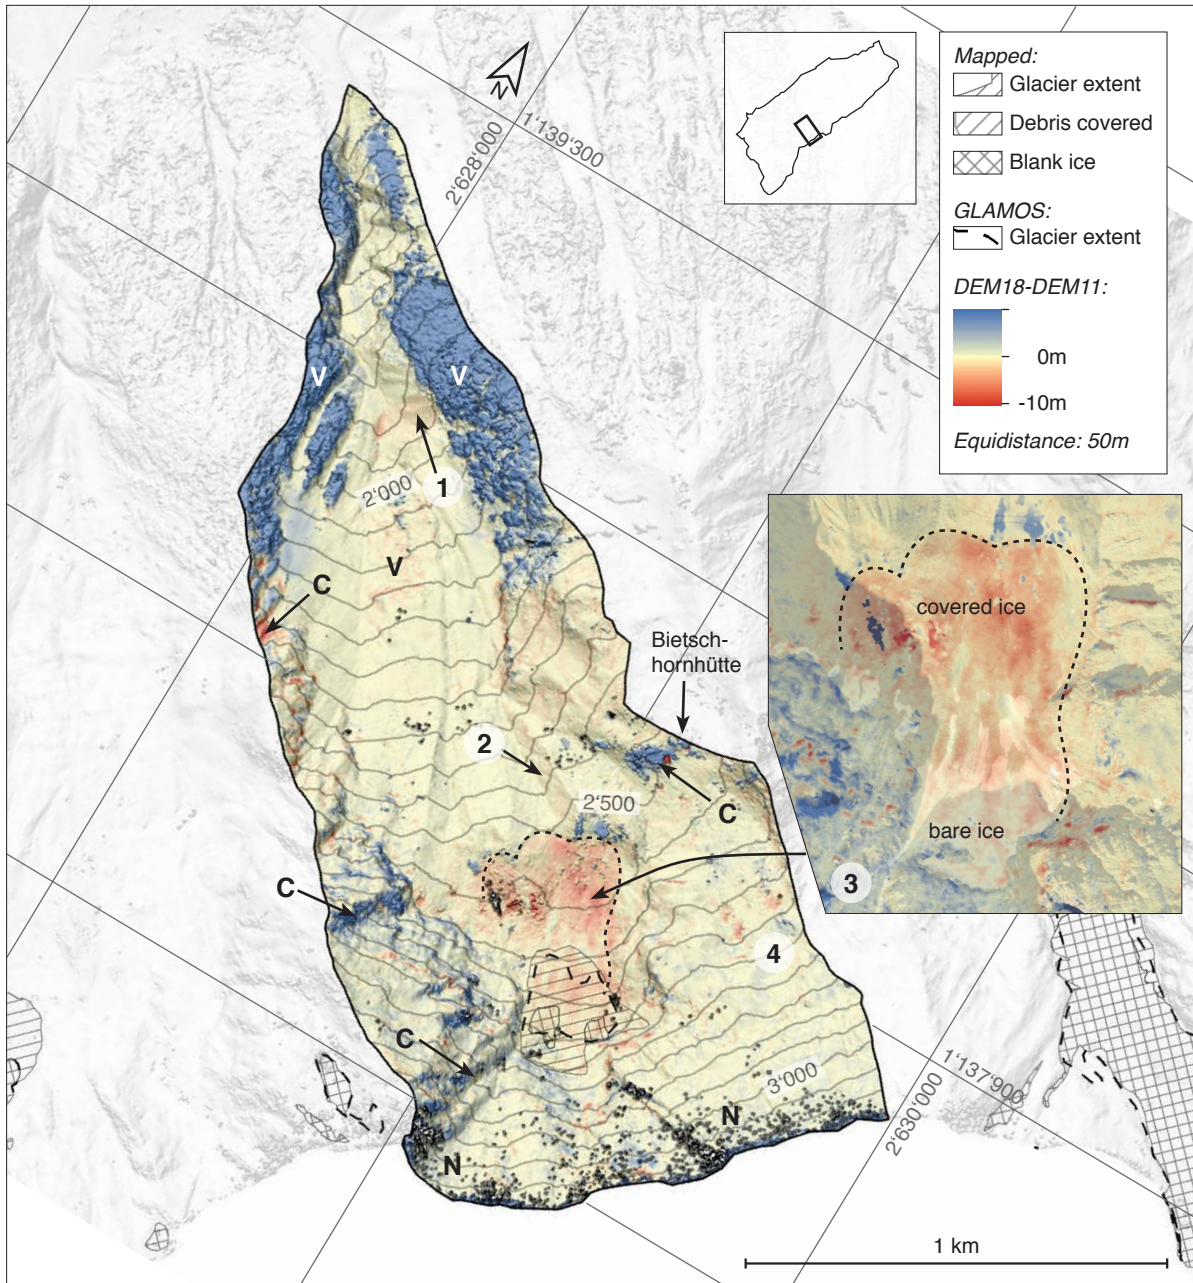 Mapped:
Glacier extent
Debris covered
Blank ice
GLAMOS:
Glacier extent
DEM18-DEM11:
0m
-10m
Equidistance: 50m
N
1'139'300
2'628'000
V
V
1
2'000
V
C
Bietsch-
hornhütte
2
C
2'500
covered ice
bare ice
3
C
4
C
3'000
N
N
1'137'900
2'630'000
1 km